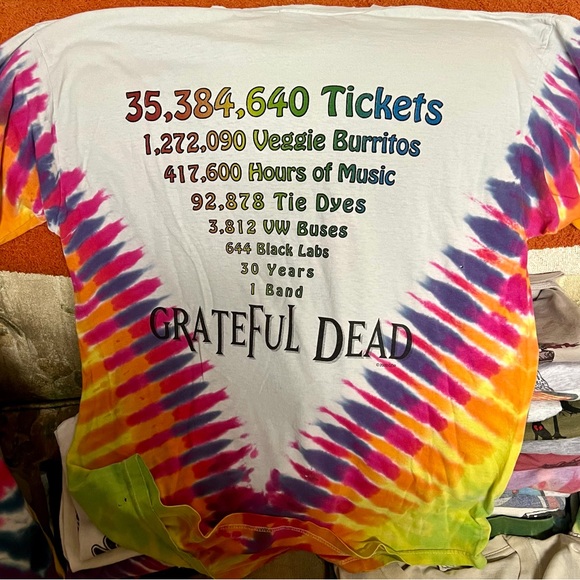 35,384,640 Tickets
1,272,090 Veggie Burritos
417,600 Hours of Music
92,878 Tie Dyes
3,812 VW Buses
644 Black Labs
30 Years
1 Band
GRATEFUL DEAD